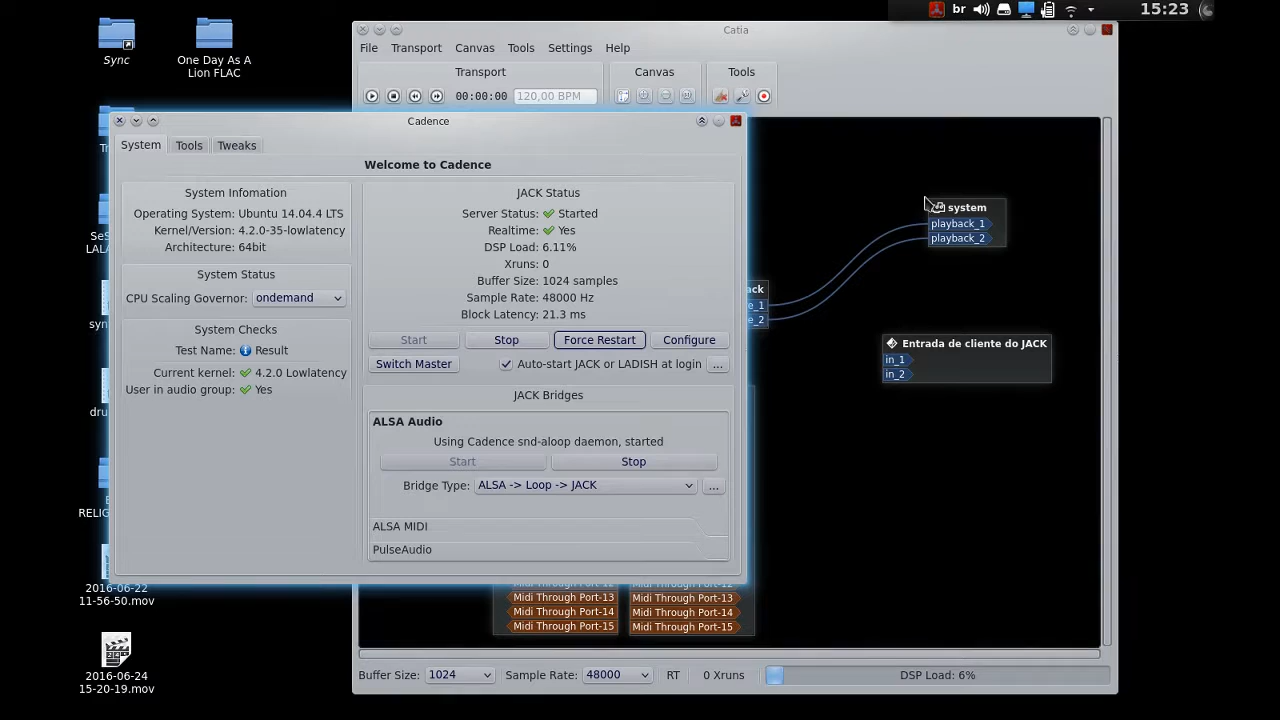 br
15:23
Sync
One Day As A
Lion FLAC
2016-06-22
11-56-50.mov
2016-06-24
15-20-19.mov
Catia
File Transport Canvas Tools Settings Help
Transport
Canvas
Tools
00:00:00
120,00 BPM
system
playback_1
playback_2
Entrada de cliente do JACK
in_1
in_2
Midi Through Port-13 Midi Through Port-13
Midi Through Port-14 Midi Through Port-14
Midi Through Port-15 Midi Through Port-15
Buffer Size: 1024 Sample Rate: 48000 RT 0 Xruns DSP Load: 6%
Cadence
System Tools Tweaks
Welcome to Cadence
System Infomation
Operating System: Ubuntu 14.04.4 LTS
Kernel/Version: 4.2.0-35-lowlatency
Architecture: 64bit
System Status
CPU Scaling Governor: ondemand
System Checks
Test Name: Result
Current kernel: 4.2.0 Lowlatency
User in audio group: Yes
JACK Status
Server Status: Started
Realtime: Yes
DSP Load: 6.11%
Xruns: 0
Buffer Size: 1024 samples
Sample Rate: 48000 Hz
Block Latency: 21.3 ms
Start Stop Force Restart Configure
Switch Master
Auto-start JACK or LADISH at login ...
JACK Bridges
ALSA Audio
Using Cadence snd-aloop daemon, started
Start Stop
Bridge Type: ALSA -> Loop -> JACK ...
ALSA MIDI
PulseAudio